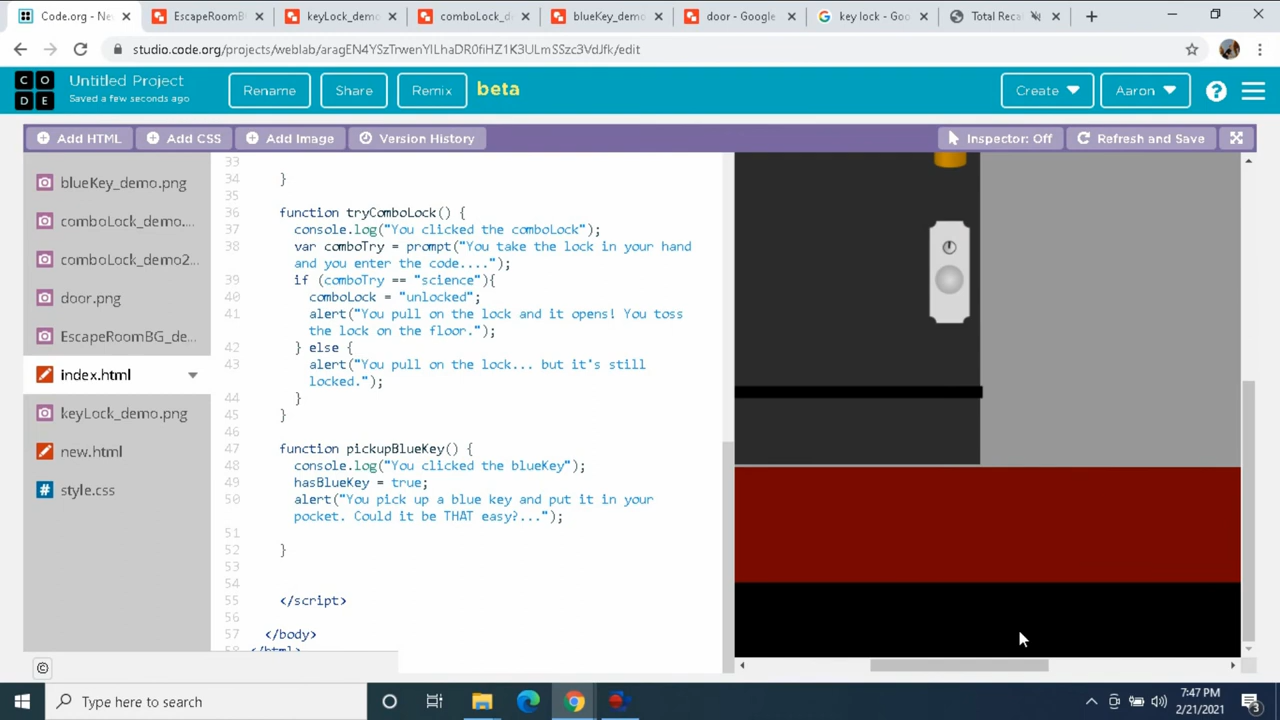 Code.org - Ne
EscapeRoomB
keyLock_demo
comboLock_d
blueKey_demo
door - Google
key lock - Goo
Total Reca
studio.code.org/projects/weblab/aragEN4YSzTrwenYILhaDR0fiHZ1K3ULmSSzc3VdJfk/edit
C O
D E
Untitled Project
Saved a few seconds ago
Rename
Share
Remix
beta
Create
Aaron
?
Add HTML
Add CSS
Add Image
Version History
Inspector: Off
Refresh and Save
blueKey_demo.png
comboLock_demo....
comboLock_demo2...
door.png
EscapeRoomBG_de...
index.html
keyLock_demo.png
new.html
style.css
33
34 }
35
36 function tryComboLock() {
37 console.log("You clicked the comboLock");
38 var comboTry = prompt("You take the lock in your hand
and you enter the code....");
39 if (comboTry == "science"){
40 comboLock = "unlocked";
41 alert("You pull on the lock and it opens! You toss
the lock on the floor.");
42 } else {
43 alert("You pull on the lock... but it's still
locked.");
44 }
45 }
46
47 function pickupBlueKey() {
48 console.log("You clicked the blueKey");
49 hasBlueKey = true;
50 alert("You pick up a blue key and put it in your
pocket. Could it be THAT easy?...");
51
52 }
53
54
55 </script>
56
57 </body>
58 </html>
Type here to search
7:47 PM
2/21/2021
3